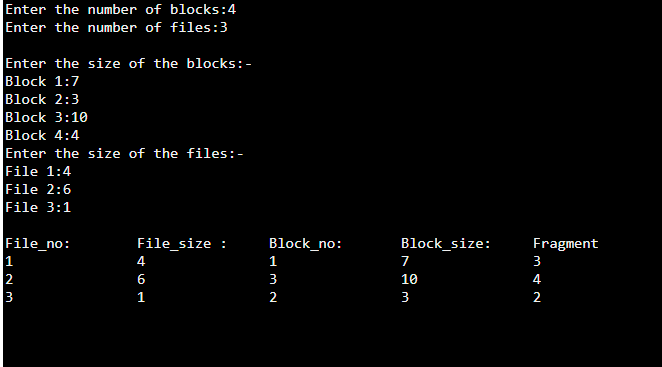 Enter the number of blocks:4
Enter the number of files:3
Enter the size of the blocks:-
Block 1:7
Block 2:3
Block 3:10
Block 4:4
Enter the size of the files:-
File 1:4
File 2:6
File 3:1
File_no: File_size : Block_no: Block_size: Fragment
1 4 1 7 3
2 6 3 10 4
3 1 2 3 2